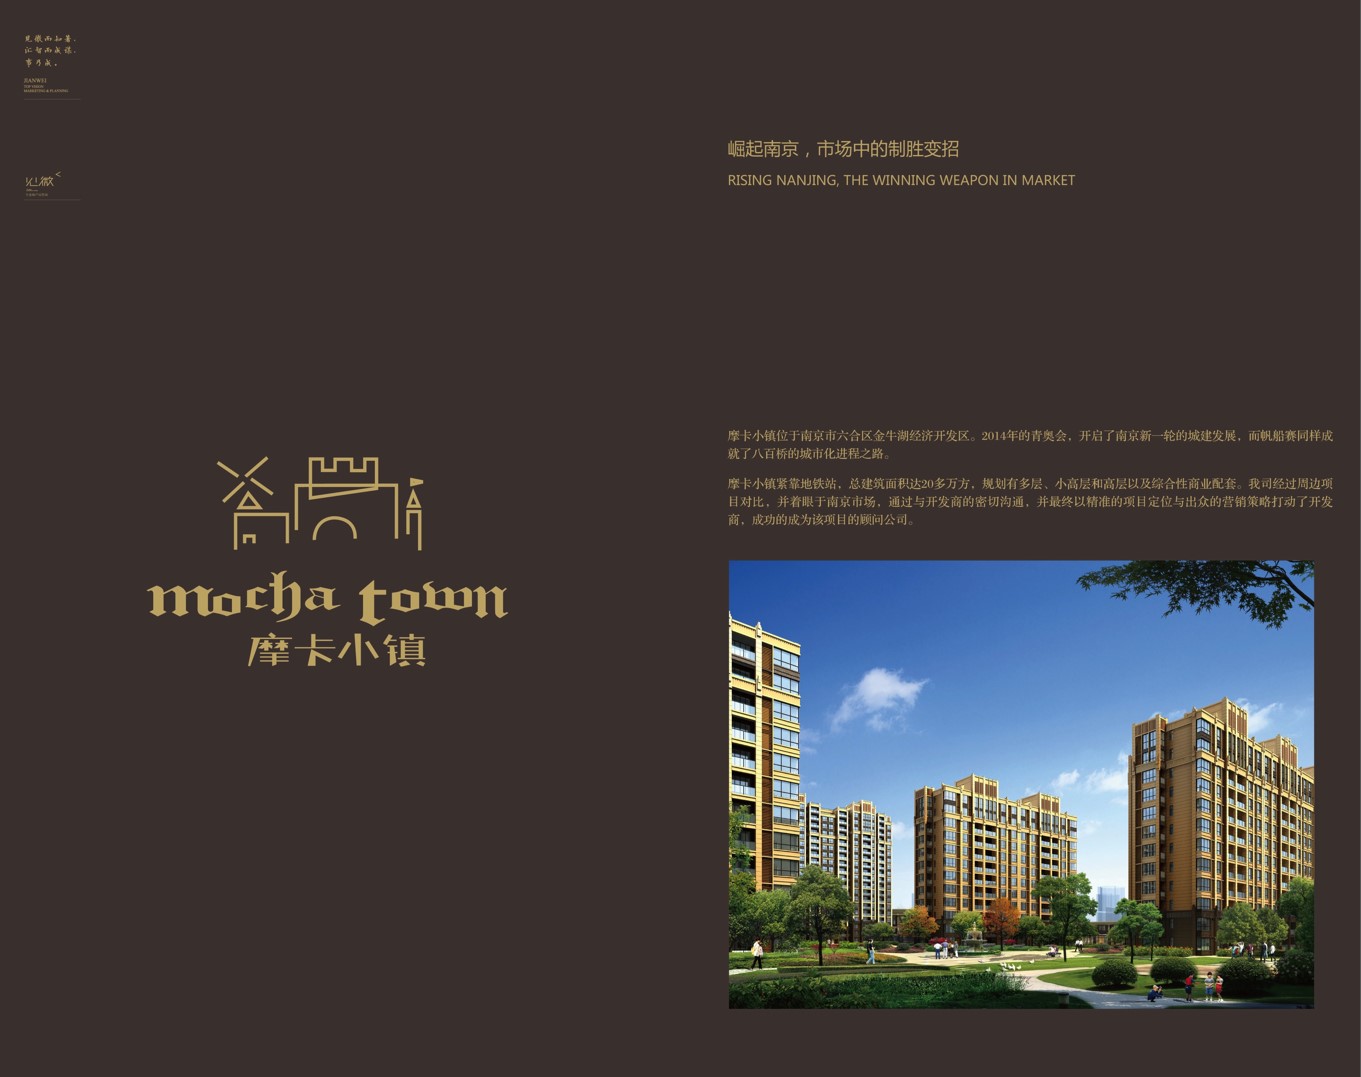 见微而知著，
汇智而成谋，
事乃成。
JIANWEI
TOP VISION
MARKETING & PLANNING
见微
崛起南京，市场中的制胜变招
RISING NANJING, THE WINNING WEAPON IN MARKET
摩卡小镇位于南京市六合区金牛湖经济开发区。2014年的青奥会，开启了南京新一轮的城建发展，而帆船赛同样成
就了八百桥的城市化进程之路。
摩卡小镇紧靠地铁站，总建筑面积达20多万方，规划有多层、小高层和高层以及综合性商业配套。我司经过周边项
目对比，并着眼于南京市场，通过与开发商的密切沟通，并最终以精准的项目定位与出众的营销策略打动了开发
商，成功的成为该项目的顾问公司。
mocha town
摩卡小镇